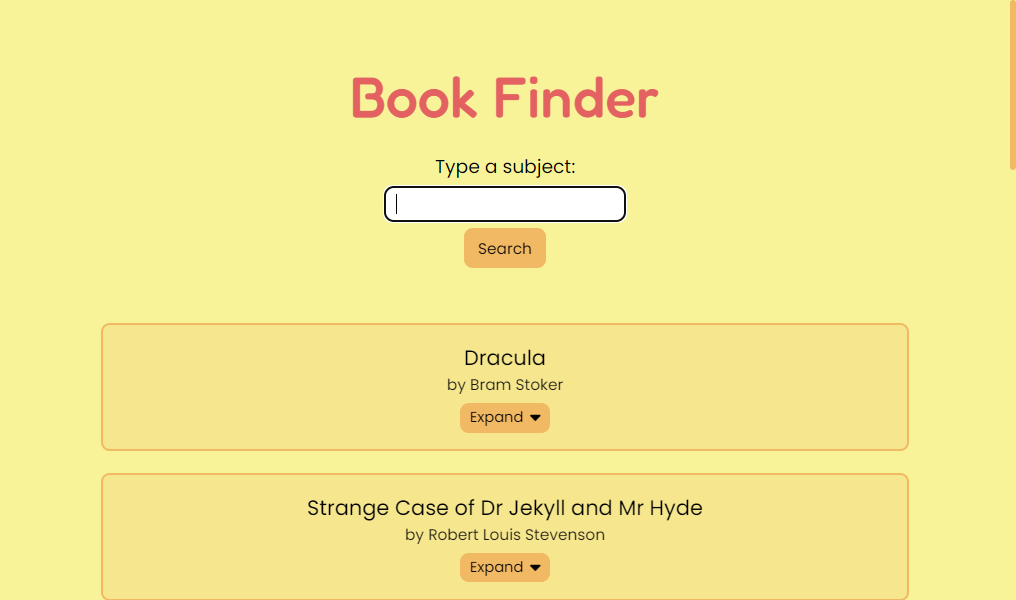 Book Finder
Type a subject:
Search
Dracula
by Bram Stoker
Expand
Strange Case of Dr Jekyll and Mr Hyde
by Robert Louis Stevenson
Expand